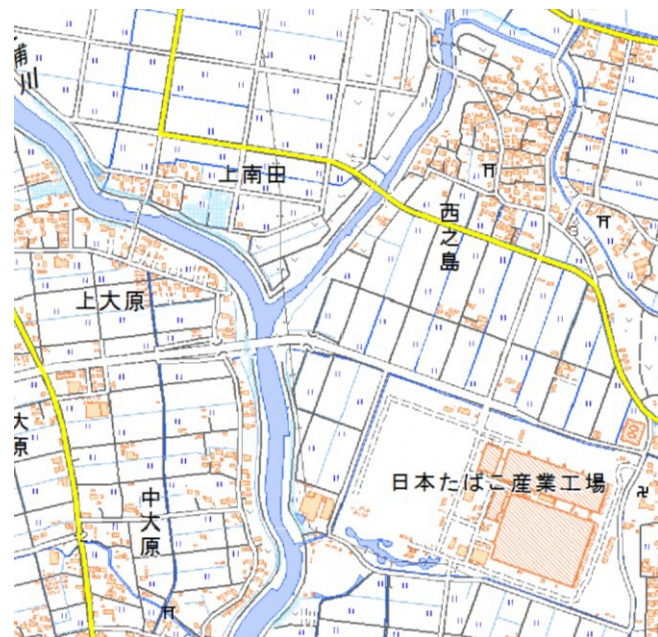 浦川
上南田
西之島
上大原
大原
日本たばこ産業工場
中大原